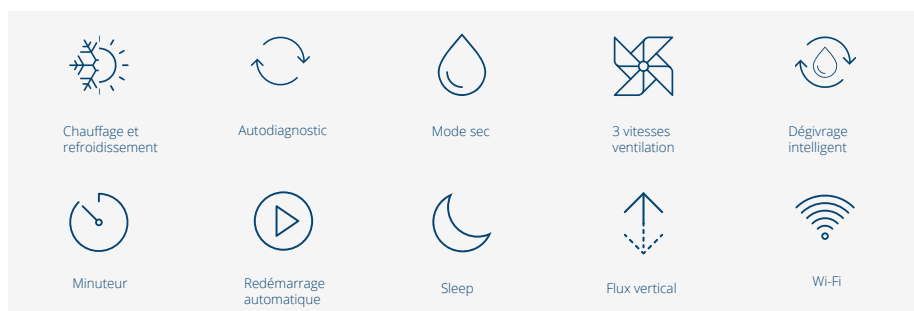 Chauffage et
refroidissement
Autodiagnostic
Mode sec
3 vitesses
ventilation
Dégivrage
intelligent
Minuteur
Redémarrage
automatique
Sleep
Flux vertical
Wi-Fi